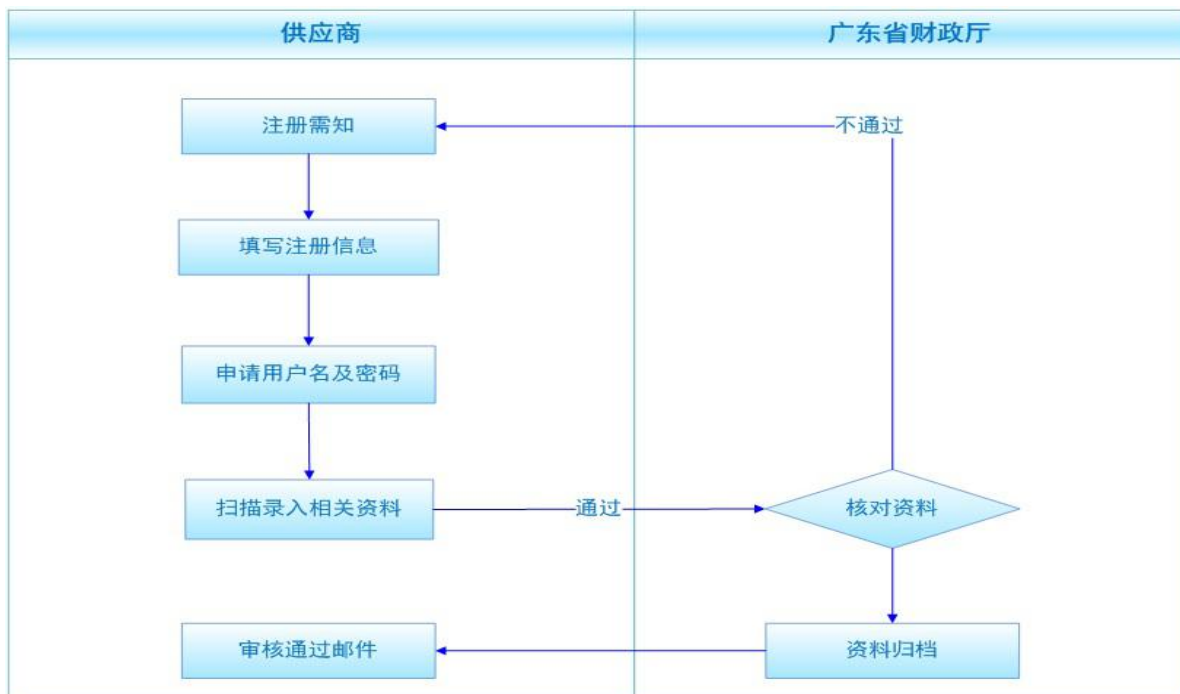 供应商
广东省财政厅
注册需知
不通过
填写注册信息
申请用户名及密码
扫描录入相关资料
通过
核对资料
审核通过邮件
资料归档